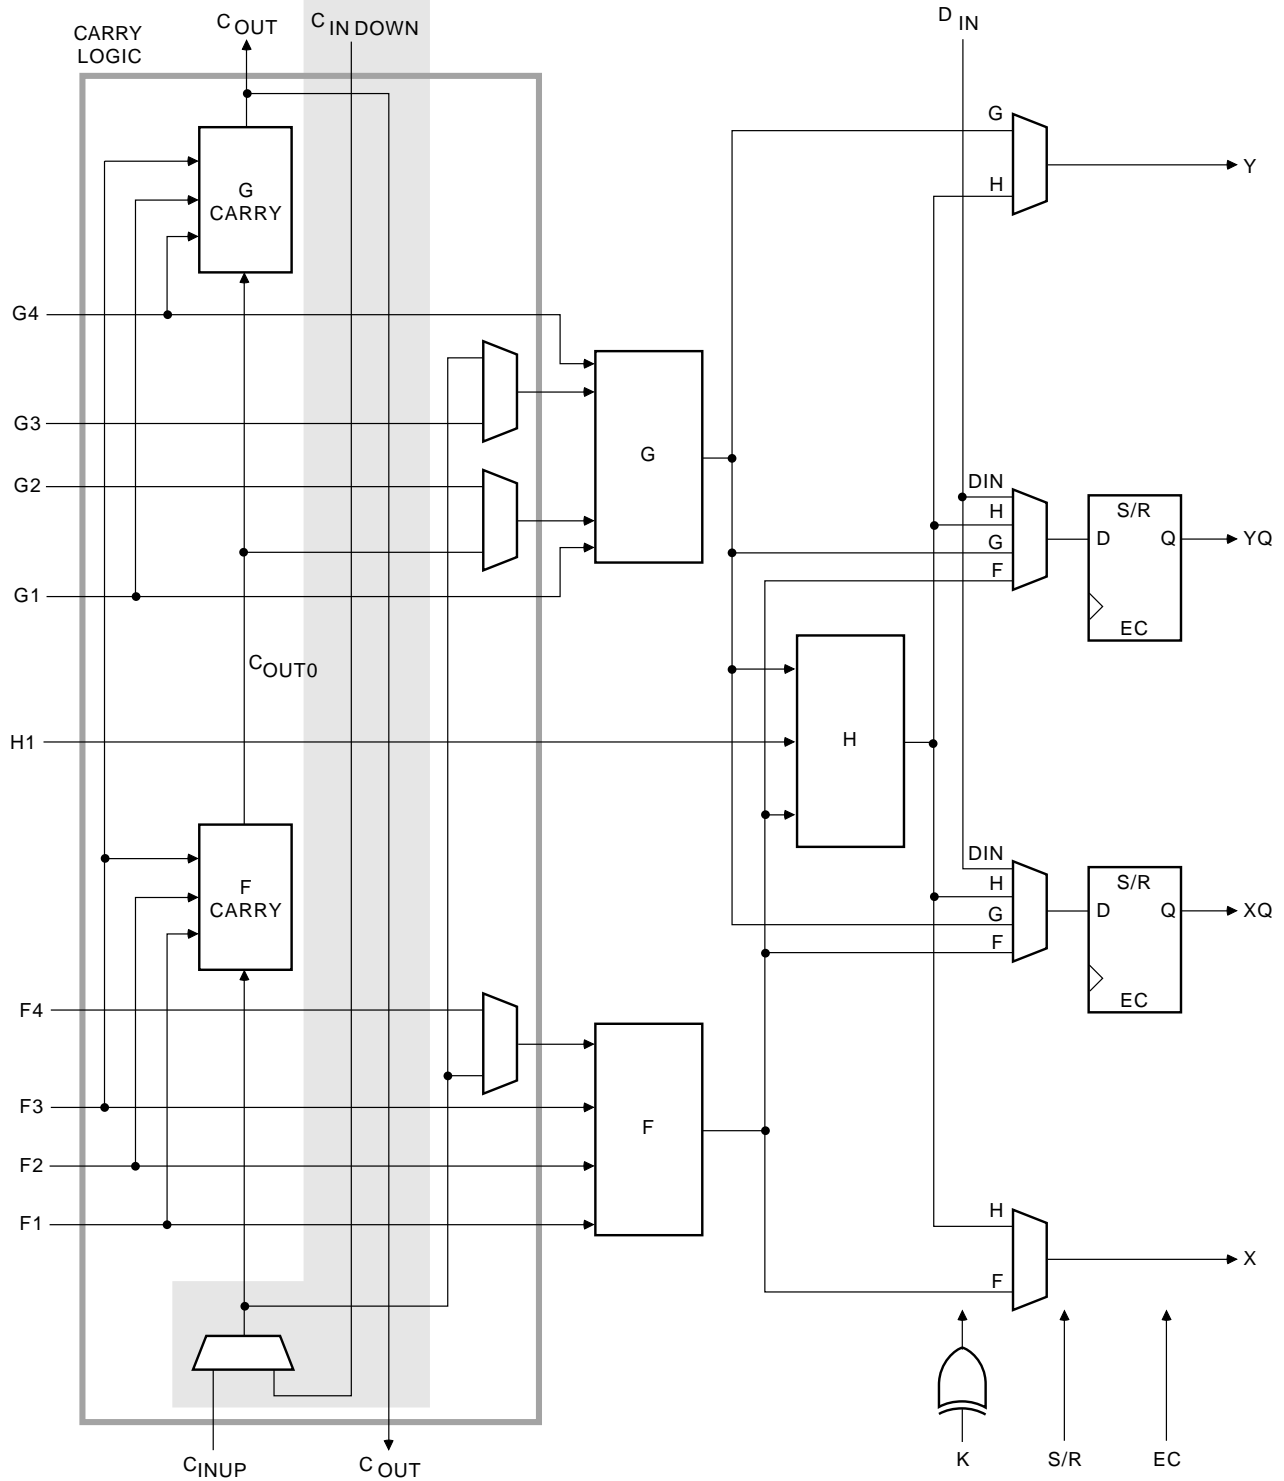 C OUT
C IN DOWN
D IN
CARRY
LOGIC
G
Y
H
G
CARRY
G4
G3
G2
G1
G
DIN
H
G
F
S/R
D Q
EC
YQ
C OUT0
H1
H
F
CARRY
DIN
H
G
F
S/R
D Q
EC
XQ
F4
F3
F2
F1
F
H
F
X
C INUP
C OUT
K
S/R
EC